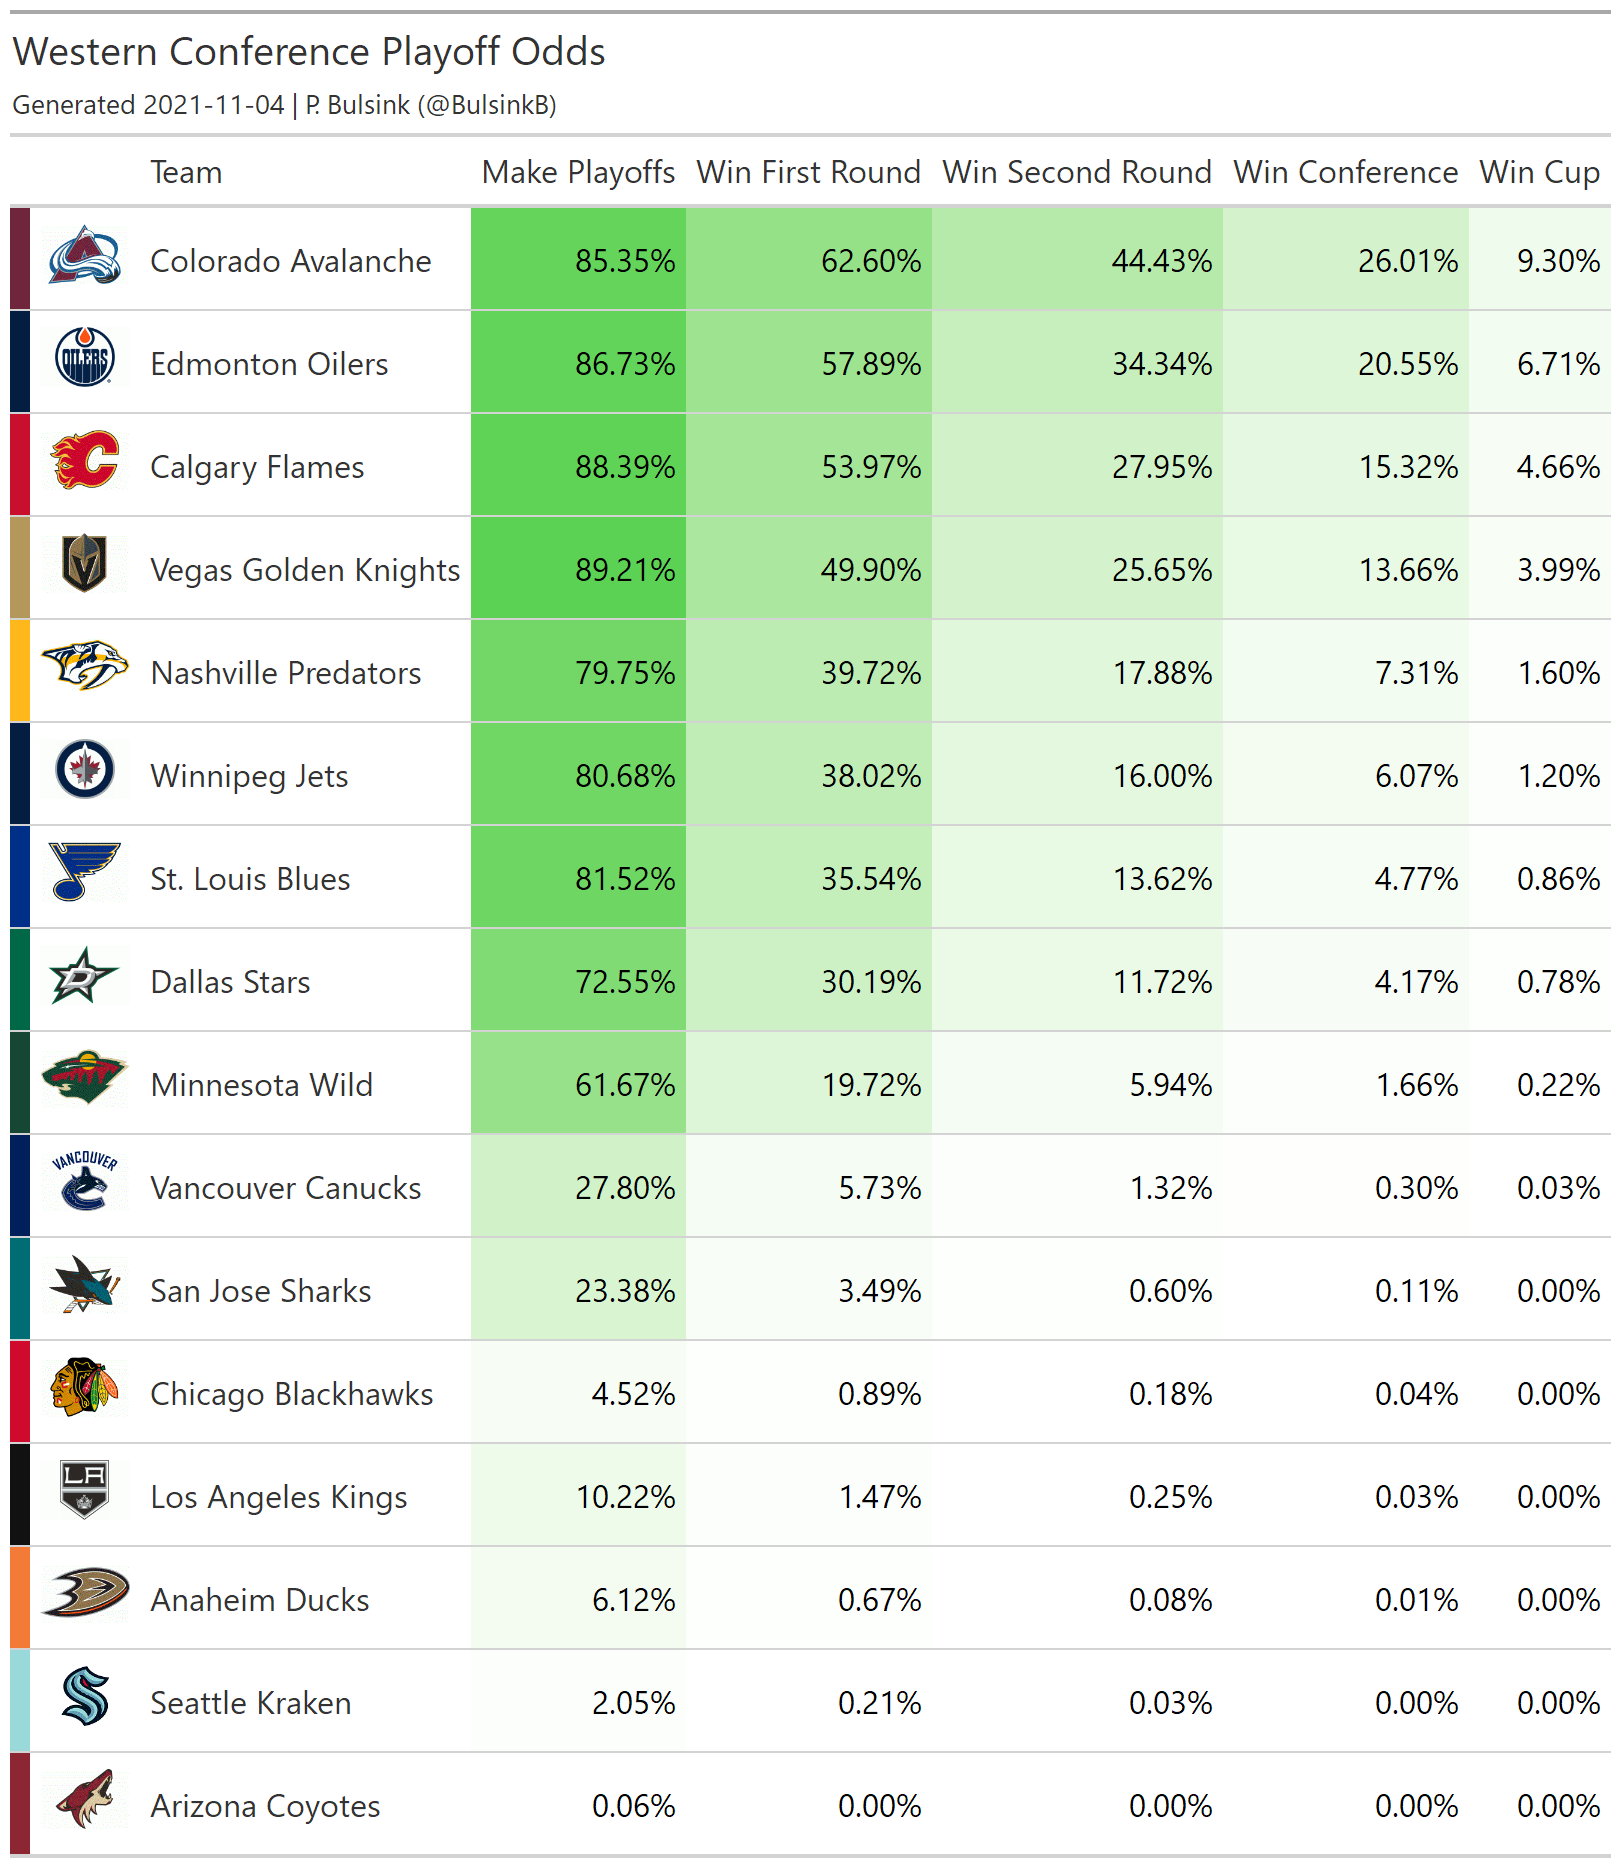 Western Conference Playoff Odds
Generated 2021-11-04 | P. Bulsink (@BulsinkB)
Team Make Playoffs Win First Round Win Second Round Win Conference Win Cup
Colorado Avalanche 85.35% 62.60% 44.43% 26.01% 9.30%
OILERS Edmonton Oilers 86.73% 57.89% 34.34% 20.55% 6.71%
C Calgary Flames 88.39% 53.97% 27.95% 15.32% 4.66%
Vegas Golden Knights 89.21% 49.90% 25.65% 13.66% 3.99%
Nashville Predators 79.75% 39.72% 17.88% 7.31% 1.60%
Winnipeg Jets 80.68% 38.02% 16.00% 6.07% 1.20%
St. Louis Blues 81.52% 35.54% 13.62% 4.77% 0.86%
D Dallas Stars 72.55% 30.19% 11.72% 4.17% 0.78%
Minnesota Wild 61.67% 19.72% 5.94% 1.66% 0.22%
VANCOUVER Vancouver Canucks 27.80% 5.73% 1.32% 0.30% 0.03%
San Jose Sharks 23.38% 3.49% 0.60% 0.11% 0.00%
Chicago Blackhawks 4.52% 0.89% 0.18% 0.04% 0.00%
LA Los Angeles Kings 10.22% 1.47% 0.25% 0.03% 0.00%
Anaheim Ducks 6.12% 0.67% 0.08% 0.01% 0.00%
Seattle Kraken 2.05% 0.21% 0.03% 0.00% 0.00%
Arizona Coyotes 0.06% 0.00% 0.00% 0.00% 0.00%